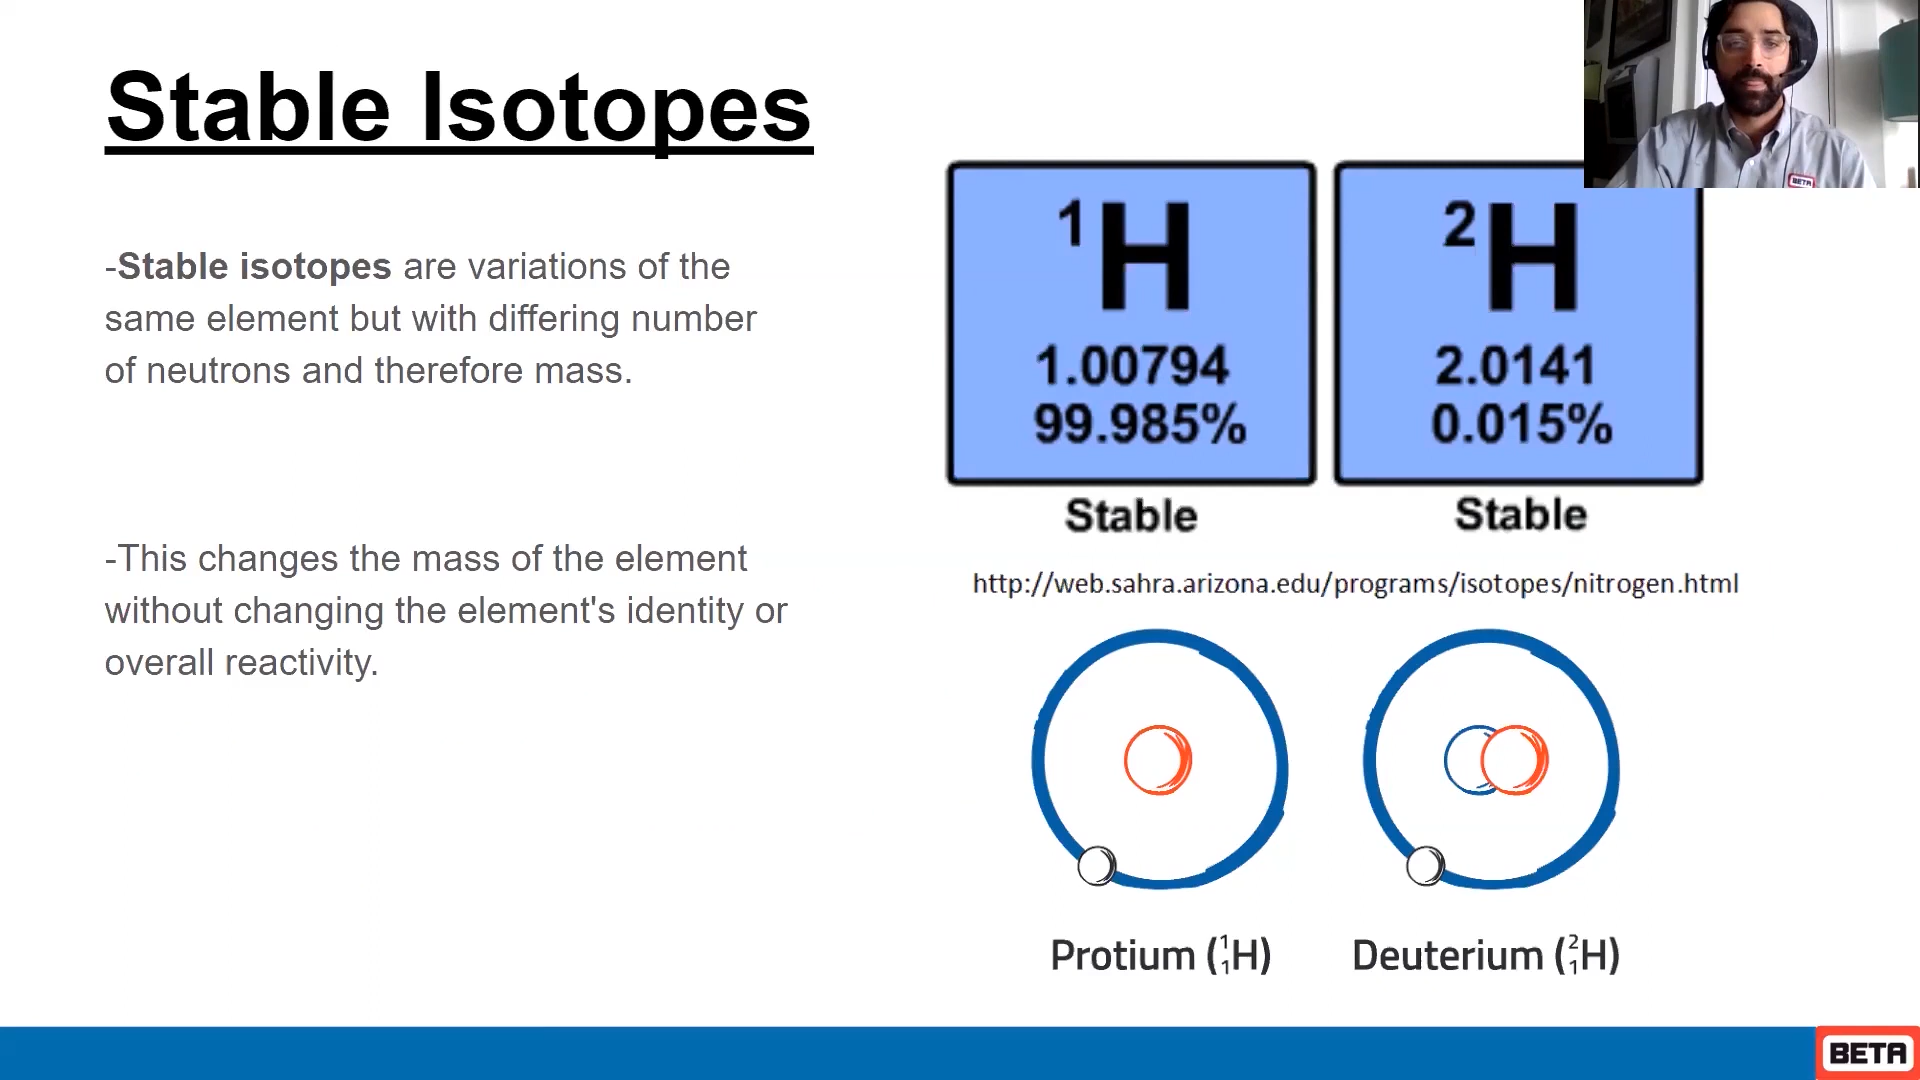 Stable Isotopes
-Stable isotopes are variations of the
same element but with differing number
of neutrons and therefore mass.
-This changes the mass of the element
without changing the element's identity or
overall reactivity.
BETA
1H
1.00794
99.985%
Stable
2H
2.0141
0.015%
Stable
http://web.sahra.arizona.edu/programs/isotopes/nitrogen.html
Protium (¹₁H)
Deuterium (²₁H)
BETA